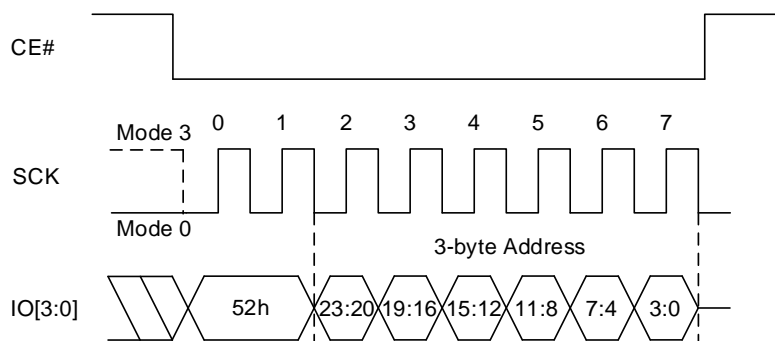 CE#
0 1 2 3 4 5 6 7
Mode 3
SCK
Mode 0
3-byte Address
IO[3:0] 52h 23:20 19:16 15:12 11:8 7:4 3:0